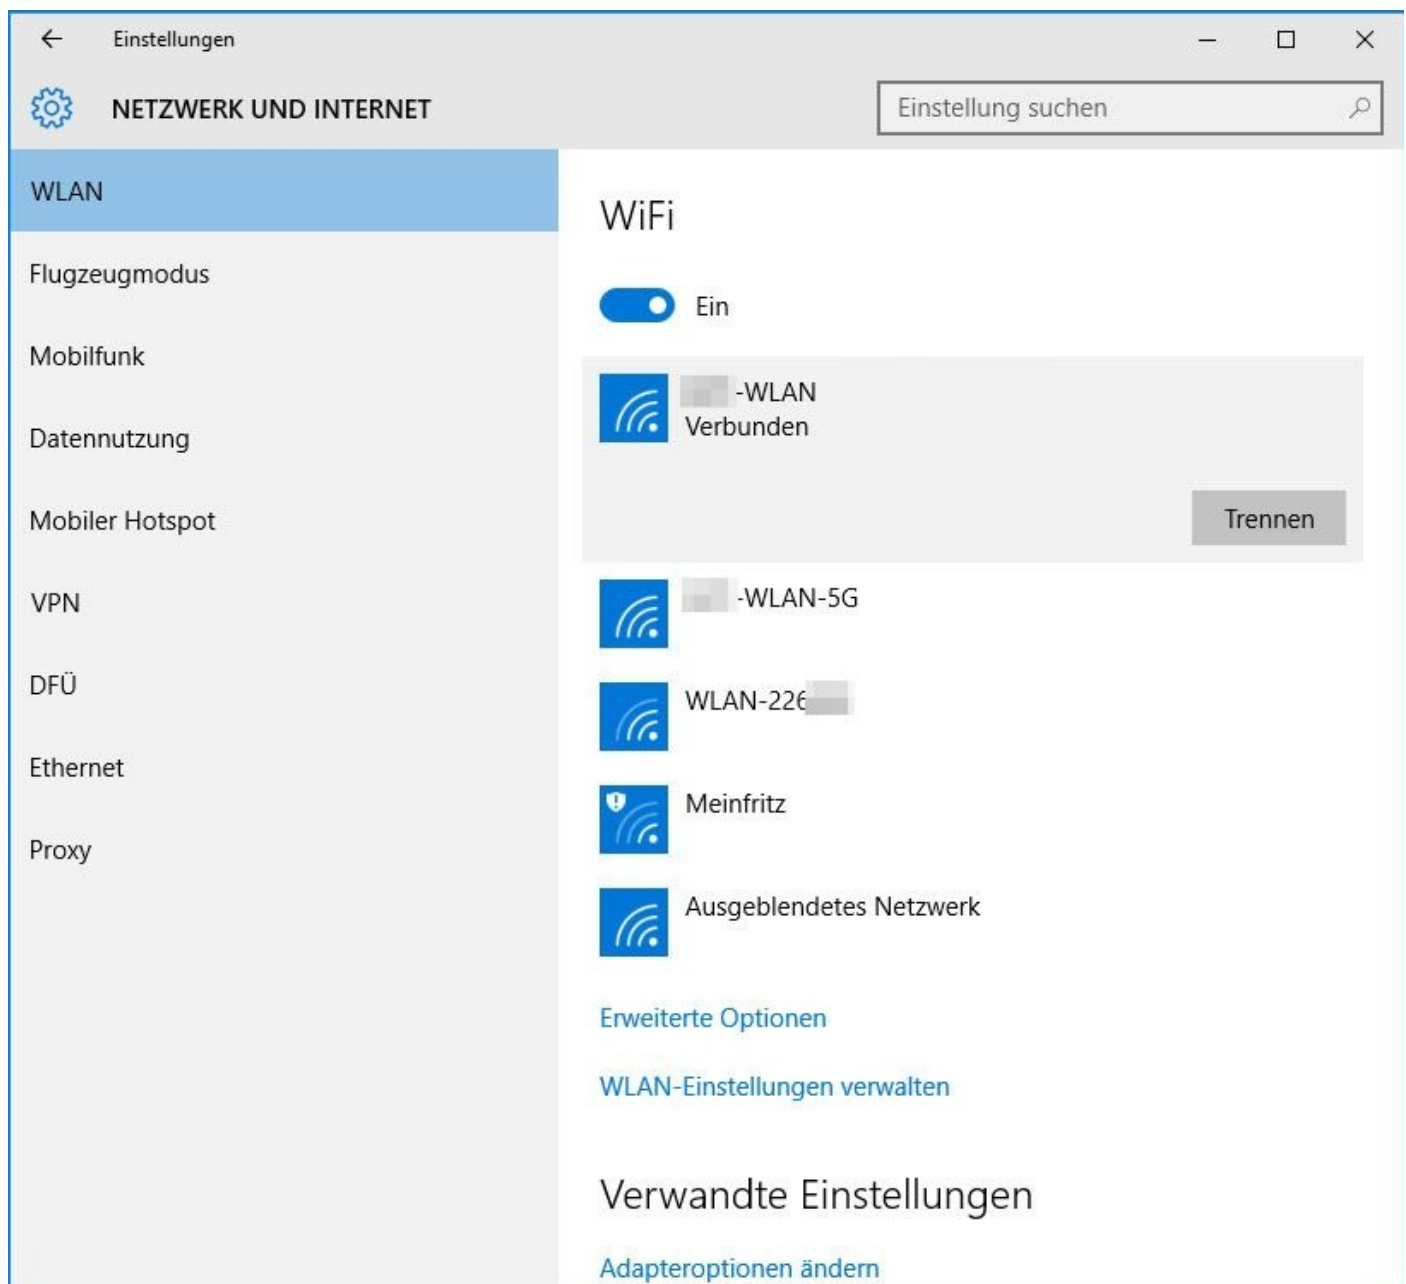 Einstellungen
NETZWERK UND INTERNET
Einstellung suchen
WLAN
Flugzeugmodus
Mobilfunk
Datennutzung
Mobiler Hotspot
VPN
DFÜ
Ethernet
Proxy
WiFi
Ein
-WLAN
Verbunden
Trennen
-WLAN-5G
WLAN-226
Meinfritz
Ausgeblendetes Netzwerk
Erweiterte Optionen
WLAN-Einstellungen verwalten
Verwandte Einstellungen
Adapteroptionen ändern